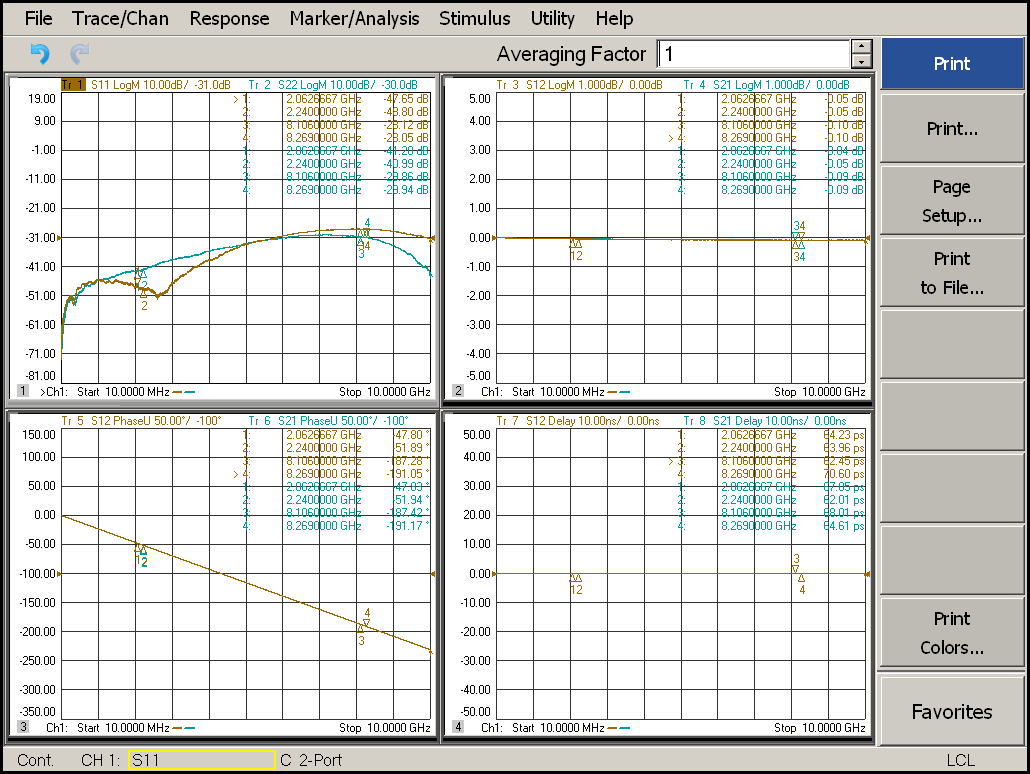 File Trace/Chan Response Marker/Analysis Stimulus Utility Help
Averaging Factor 1
Tr 1 S11 LogM 10.00dB/ -31.0dB Tr 2 S22 LogM 10.00dB/ -30.0dB
19.00
9.00
-1.00
-11.00
-21.00
-31.00
-41.00
-51.00
-61.00
-71.00
-81.00
> 1: 2.0626667 GHz -47.65 dB
2: 2.2400000 GHz
3: 8.1060000 GHz
4: 8.2690000 GHz
1: 2.0626667 GHz
2: 2.2400000 GHz -40.99 dB
3: 8.1060000 GHz
4: 8.2690000 GHz -29.94 dB
4
4
3
2
2
1 >Ch1: Start 10.0000 MHz Stop 10.0000 GHz
Tr 3 S12 LogM 1.000dB/ 0.00dB Tr 4 S21 LogM 1.000dB/ 0.00dB
5.00
4.00
3.00
2.00
1.00
0.00
-1.00
-2.00
-3.00
-4.00
-5.00
1: 2.0626667 GHz -0.05 dB
2: 2.2400000 GHz -0.05 dB
3: 8.1060000 GHz -0.10 dB
> 4: 8.2690000 GHz -0.10 dB
1: 2.0626667 GHz -0.04 dB
2: 2.2400000 GHz -0.05 dB
3: 8.1060000 GHz -0.09 dB
4: 8.2690000 GHz -0.09 dB
34
12
34
2 Ch1: Start 10.0000 MHz Stop 10.0000 GHz
Tr 5 S12 PhaseU 50.00°/ -100° Tr 6 S21 PhaseU 50.00°/ -100°
150.00
100.00
50.00
0.00
-50.00
-100.00
-150.00
-200.00
-250.00
-300.00
-350.00
1: 2.0626667 GHz -47.80 °
2: 2.2400000 GHz -51.89 °
3: 8.1060000 GHz -187.28 °
> 4: 8.2690000 GHz -191.05 °
1: 2.0626667 GHz
2: 2.2400000 GHz -51.94 °
3: 8.1060000 GHz -187.42 °
4: 8.2690000 GHz -191.17 °
12
4
3
3 Ch1: Start 10.0000 MHz Stop 10.0000 GHz
Tr 7 S12 Delay 10.00ns/ 0.00ns Tr 8 S21 Delay 10.00ns/ 0.00ns
50.00
40.00
30.00
20.00
10.00
0.00
-10.00
-20.00
-30.00
-40.00
-50.00
1: 2.0626667 GHz 64.23 ps
2: 2.2400000 GHz 63.96 ps
> 3: 8.1060000 GHz 62.45 ps
4: 8.2690000 GHz 70.60 ps
1: 2.0626667 GHz 67.05 ps
2: 2.2400000 GHz 62.01 ps
3: 8.1060000 GHz 68.01 ps
4: 8.2690000 GHz 64.61 ps
3
12
4
4 Ch1: Start 10.0000 MHz Stop 10.0000 GHz
Print
Print...
Page
Setup...
Print
to File...
Print
Colors...
Favorites
Cont. CH 1: S11 C 2-Port LCL